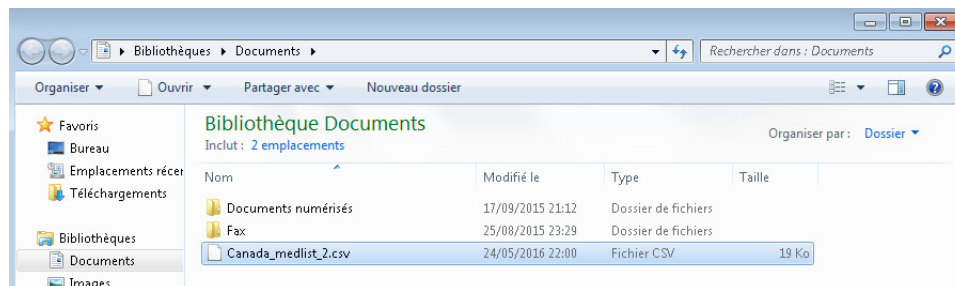 Bibliothèques Documents
Rechercher dans : Documents
Organiser Ouvrir Partager avec Nouveau dossier
Favoris
Bureau
Emplacements récer
Téléchargements
Bibliothèques
Documents
Images
Bibliothèque Documents
Inclut : 2 emplacements
Organiser par : Dossier
Nom Modifié le Type Taille
Documents numérisés 17/09/2015 21:12 Dossier de fichiers
Fax 25/08/2015 23:29 Dossier de fichiers
Canada_medlist_2.csv 24/05/2016 22:00 Fichier CSV 19 Ko